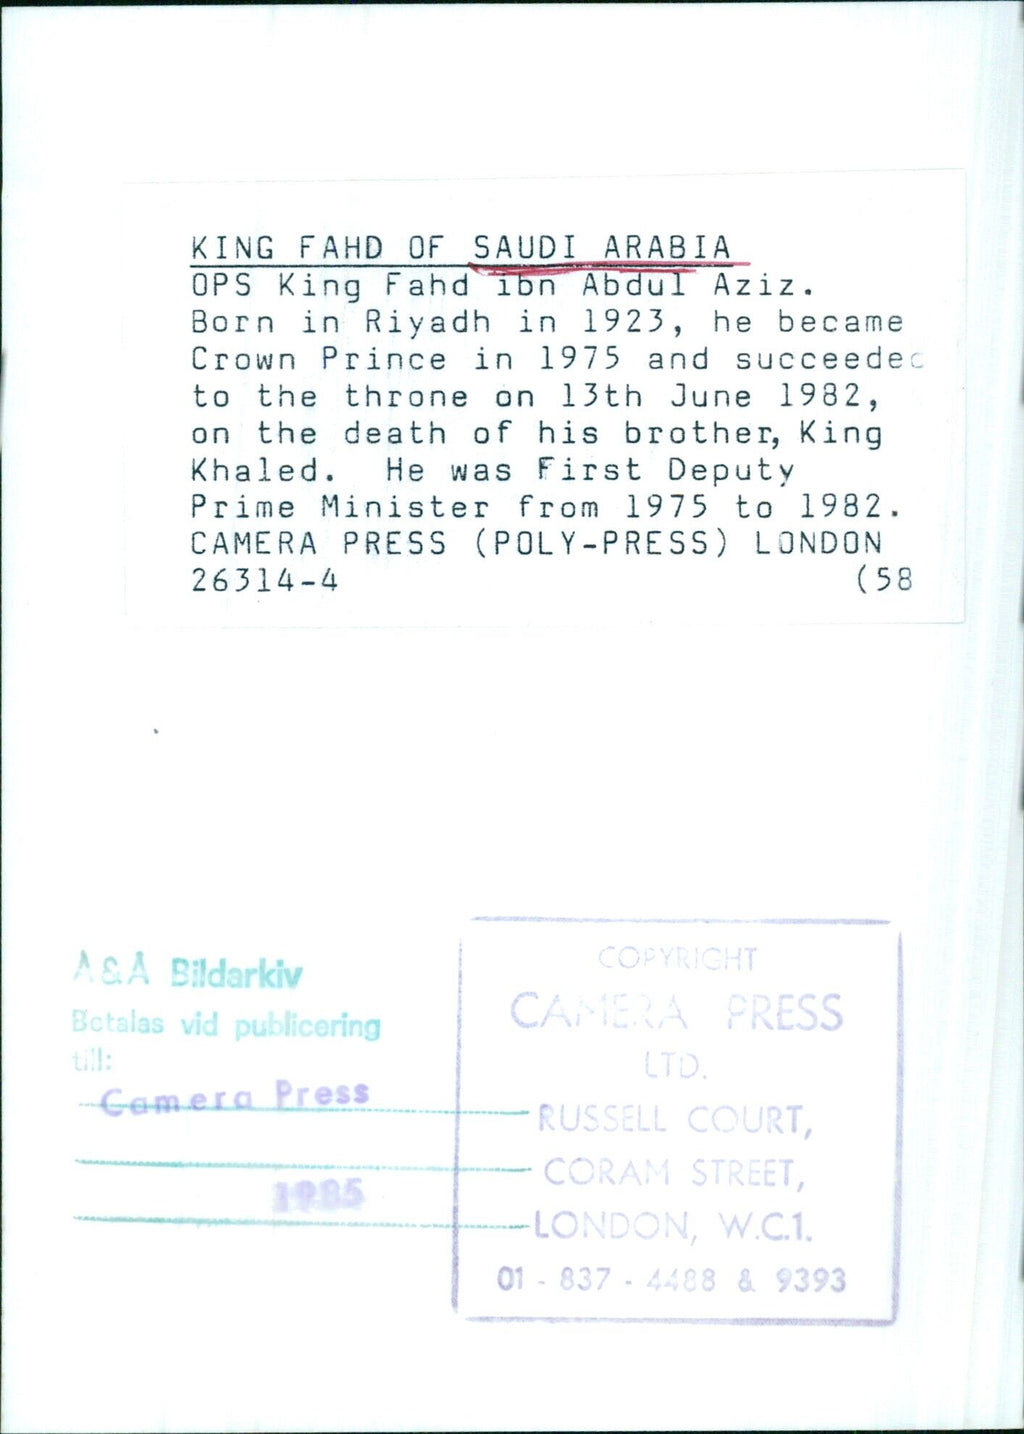 KING FAHD OF SAUDI ARABIA
OPS King Fahd ibn Abdul Aziz.
Born in Riyadh in 1923, he became
Crown Prince in 1975 and succeeded
to the throne on 13th June 1982,
on the death of his brother, King
Khaled. He was First Deputy
Prime Minister from 1975 to 1982.
CAMERA PRESS (POLY-PRESS) LONDON
26314-4 (58
A&Å Bildarkiv
Betalas vid publicering
till:
Camera Press
1985
COPYRIGHT
CAMERA PRESS
LTD.
RUSSELL COURT,
CORAM STREET,
LONDON, W.C.1.
01 - 837 - 4488 & 9393